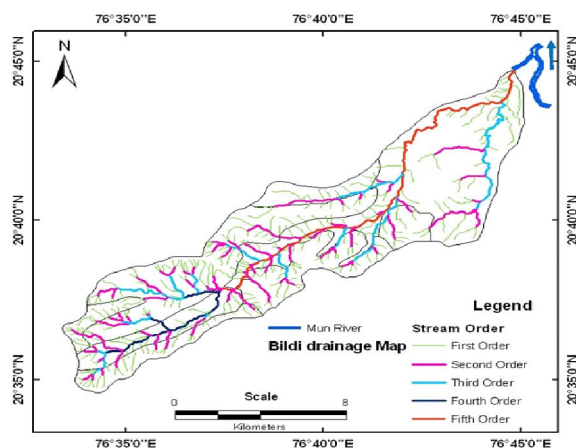 76°35'0"E 76°40'0"E 76°45'0"E
N
20°45'0"N 20°45'0"N
20°40'0"N 20°40'0"N
20°35'0"N 20°35'0"N
Legend
Mun River
Stream Order
Bildi drainage Map
First Order
Second Order
Third Order
Fourth Order
Fifth Order
Scale
0 8
Kilometers
76°35'0"E 76°40'0"E 76°45'0"E